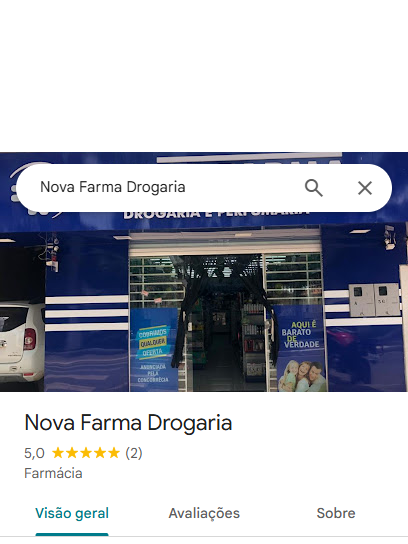 Nova Farma Drogaria
DROGARIA E PERFUMARIA
COBRIMOS
QUALQUER
OFERTA
ANUNCIADA
PELA
CONCORRÊNCIA
AQUI É
BARATO
DE
VERDADE
Nova Farma Drogaria
5,0 (2)
Farmácia
Visão geral
Avaliações
Sobre